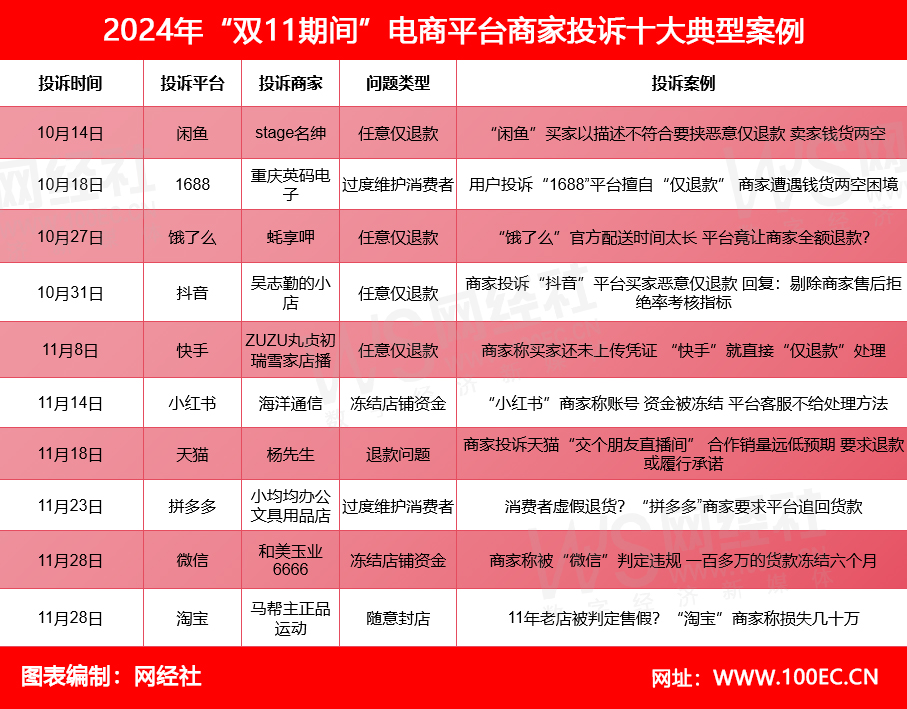 2024年“双11期间”电商平台商家投诉十大典型案例
投诉时间 投诉平台 投诉商家 问题类型 投诉案例
10月14日 闲鱼 stage名绅 任意仅退款 “闲鱼”买家以描述不符合要挟恶意仅退款 卖家钱货两空
10月18日 1688 重庆英码电
子 过度维护消费者 用户投诉“1688”平台擅自“仅退款” 商家遭遇钱货两空困境
10月27日 饿了么 蚝享呷 任意仅退款 “饿了么”官方配送时间太长 平台竟让商家全额退款？
10月31日 抖音 吴志勤的小
店 任意仅退款 商家投诉“抖音”平台买家恶意仅退款 回复：剔除商家售后拒
绝率考核指标
11月8日 快手 ZUZU丸贞初
瑞雪家店播 任意仅退款 商家称买家还未上传凭证 “快手”就直接“仅退款”处理
11月14日 小红书 海洋通信 冻结店铺资金 “小红书”商家称账号 资金被冻结 平台客服不给处理方法
11月18日 天猫 杨先生 退款问题 商家投诉天猫“交个朋友直播间” 合作销量远低预期 要求退款
或履行承诺
11月23日 拼多多 小均均办公
文具用品店 过度维护消费者 消费者虚假退货？“拼多多”商家要求平台追回货款
11月28日 微信 和美玉业
6666 冻结店铺资金 商家称被“微信”判定违规 一百多万的货款冻结六个月
11月28日 淘宝 马帮主正品
运动 随意封店 11年老店被判定售假？“淘宝”商家称损失几十万
图表编制：网经社 网址：WWW.100EC.CN